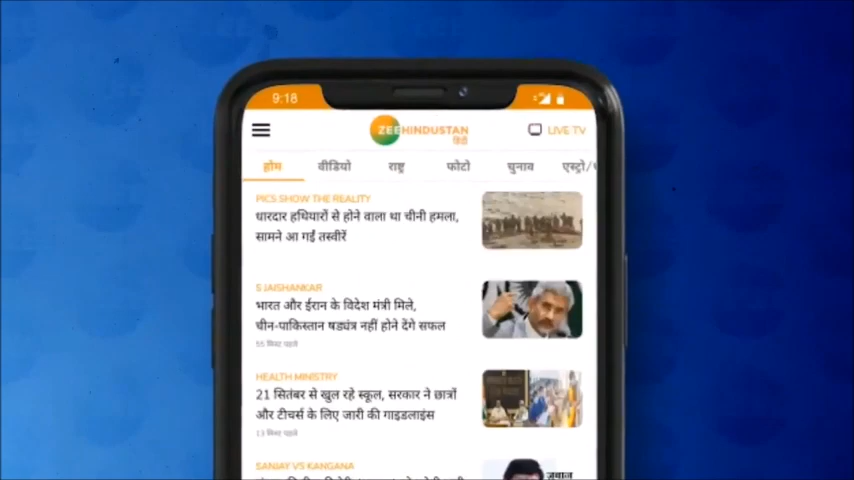 9:18
ZEE HINDUSTAN
हिंदी
LIVE TV
होम वीडियो राष्ट्र फोटो चुनाव एस्ट्रो/
PICS SHOW THE REALITY
धारदार हथियारों से होने वाला था चीनी हमला,
सामने आ गईं तस्वीरें
S JAISHANKAR
भारत और ईरान के विदेश मंत्री मिले,
चीन-पाकिस्तान षड्यंत्र नहीं होने देंगे सफल
55 मिनट पहले
HEALTH MINISTRY
21 सितंबर से खुल रहे स्कूल, सरकार ने छात्रों
और टीचर्स के लिए जारी की गाइडलाइंस
13 मिनट पहले
SANJAY VS KANGANA